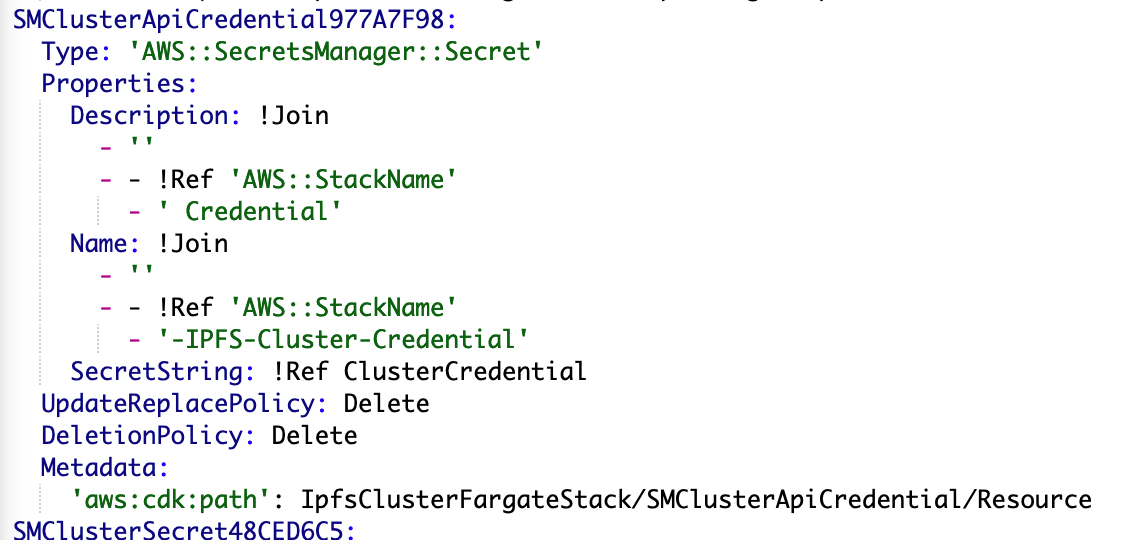 SMClusterApiCredential977A7F98:
Type: 'AWS::SecretsManager::Secret'
Properties:
Description: !Join
- ''
- - !Ref 'AWS::StackName'
- ' Credential'
Name: !Join
- ''
- - !Ref 'AWS::StackName'
- '-IPFS-Cluster-Credential'
SecretString: !Ref ClusterCredential
UpdateReplacePolicy: Delete
DeletionPolicy: Delete
Metadata:
'aws:cdk:path': IpfsClusterFargateStack/SMClusterApiCredential/Resource
SMClusterSecret48CED6C5: